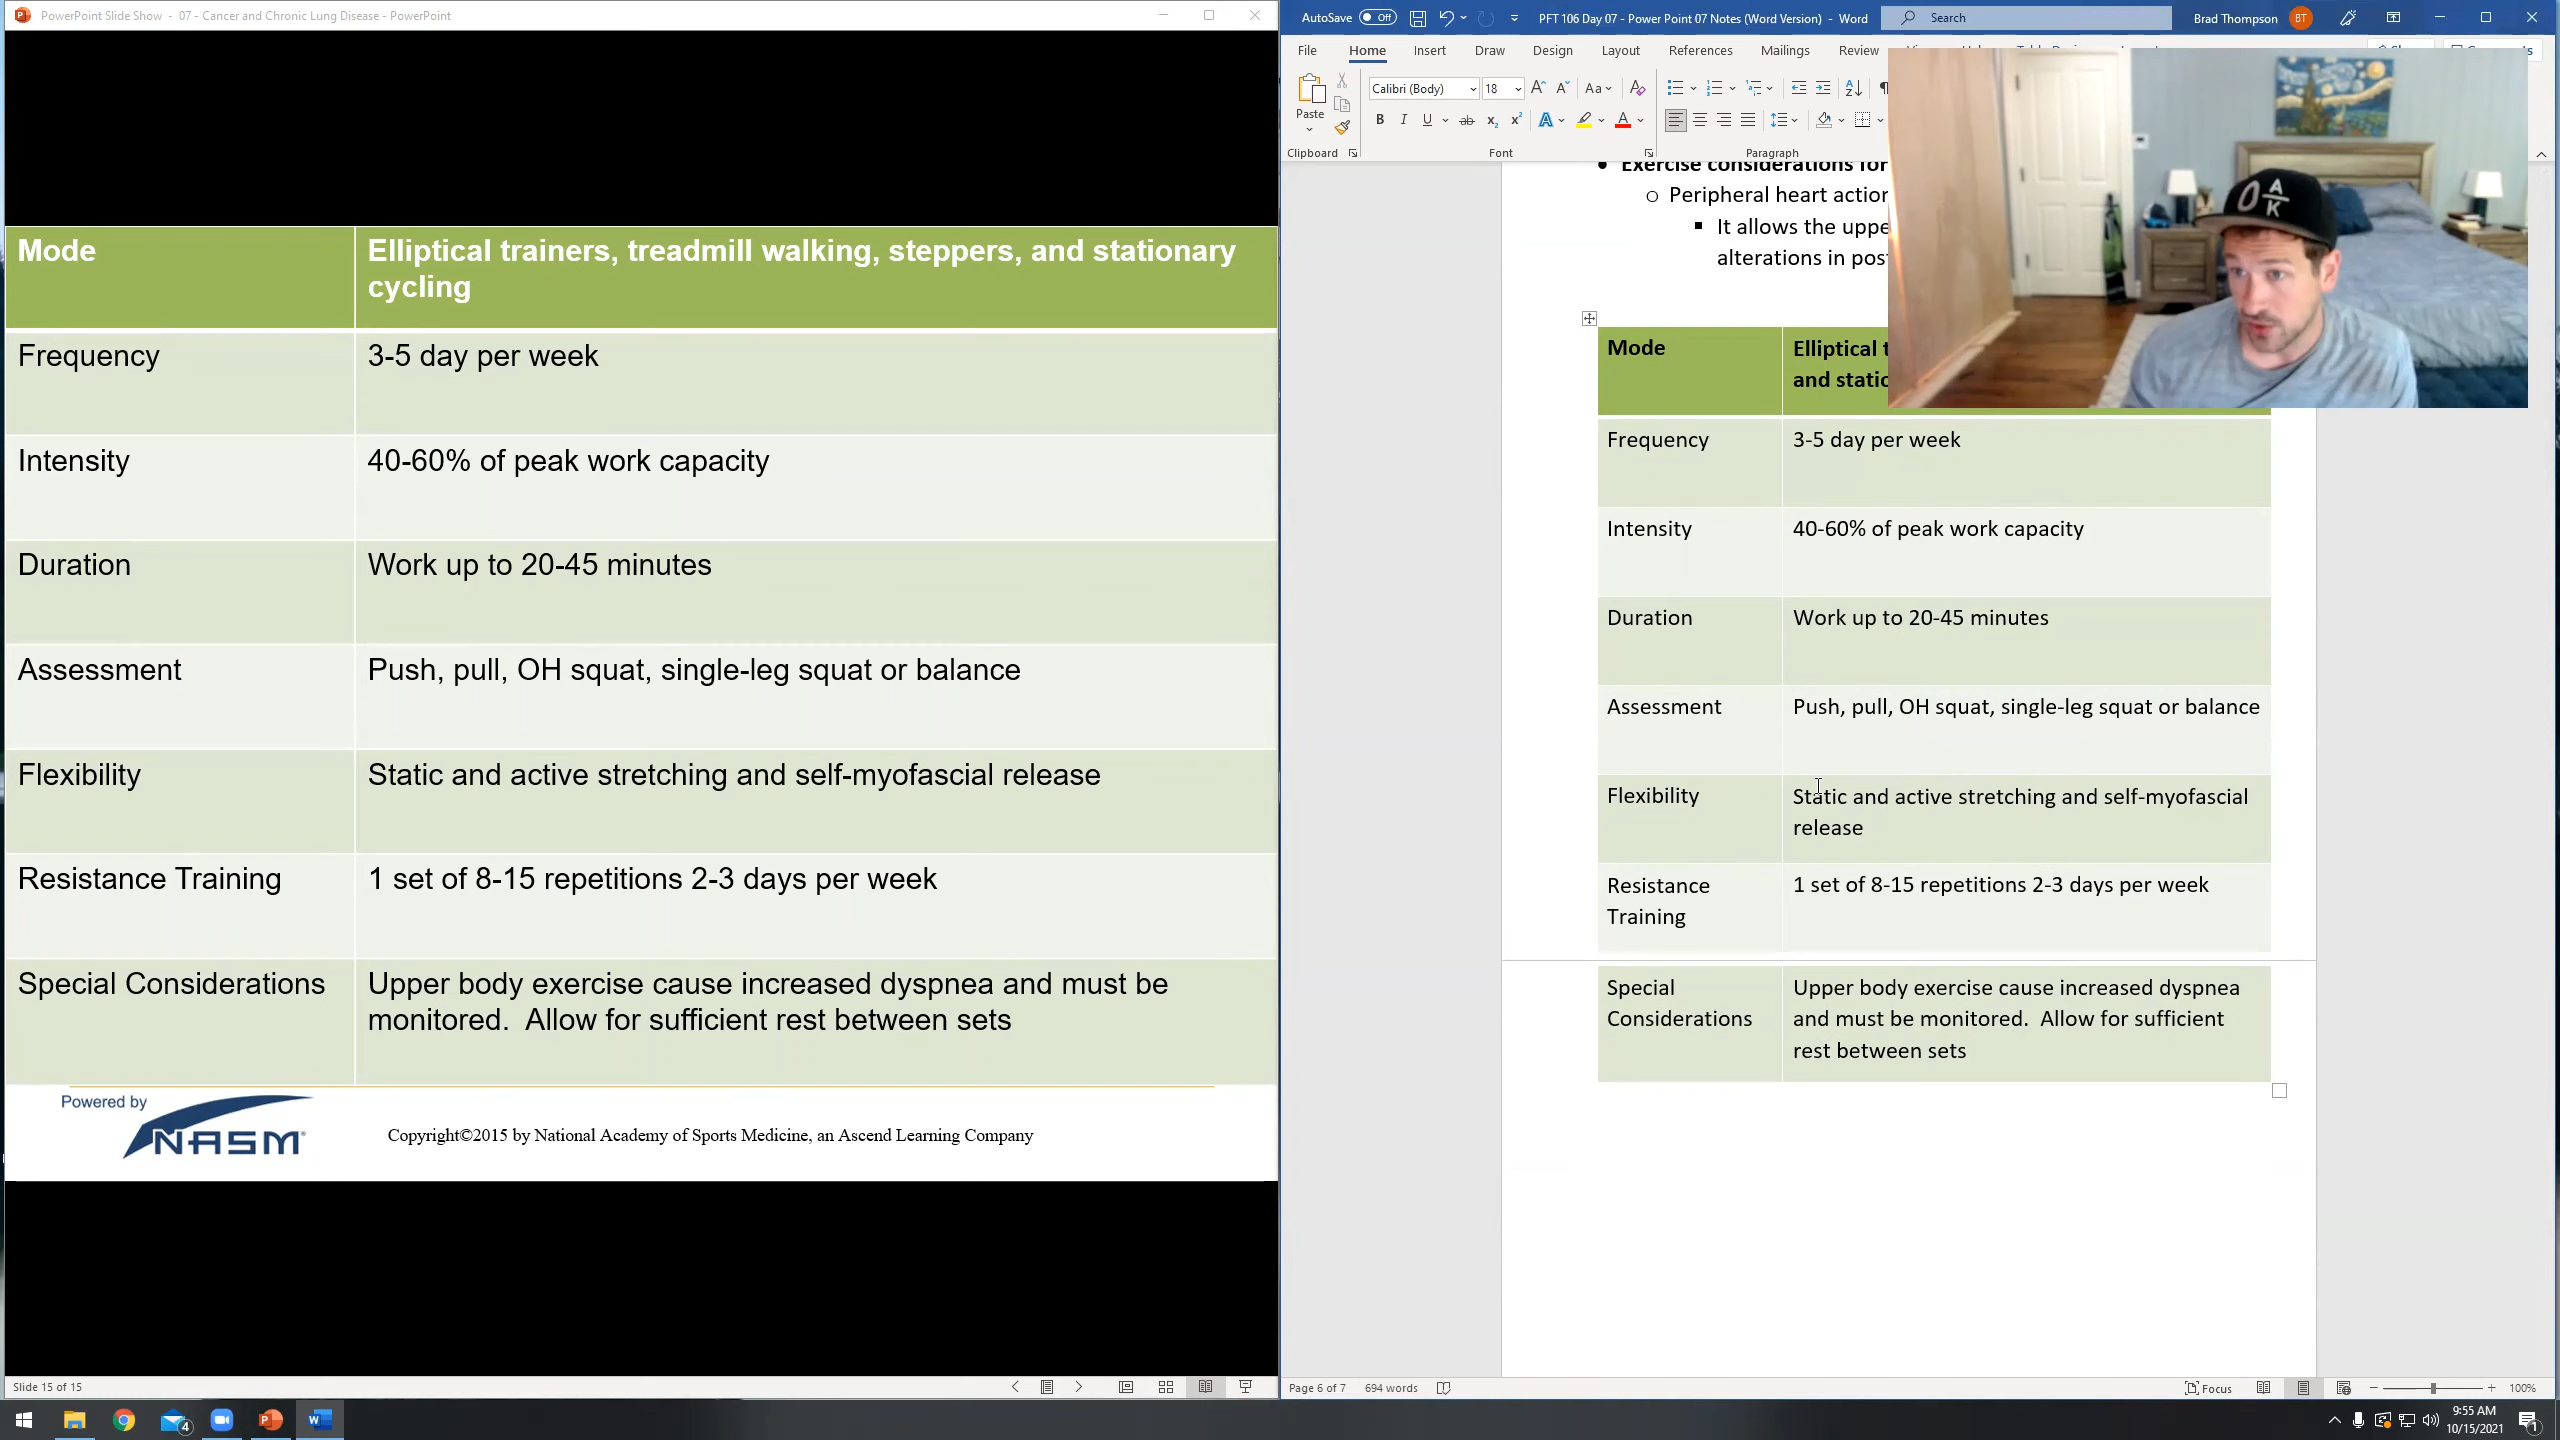 PowerPoint Slide Show - 07 - Cancer and Chronic Lung Disease - PowerPoint
Mode
Elliptical trainers, treadmill walking, steppers, and stationary
cycling
Frequency
3-5 day per week
Intensity
40-60% of peak work capacity
Duration
Work up to 20-45 minutes
Assessment
Push, pull, OH squat, single-leg squat or balance
Flexibility
Static and active stretching and self-myofascial release
Resistance Training
1 set of 8-15 repetitions 2-3 days per week
Special Considerations
Upper body exercise cause increased dyspnea and must be
monitored.  Allow for sufficient rest between sets
Powered by
NASM
Copyright©2015 by National Academy of Sports Medicine, an Ascend Learning Company
Slide 15 of 15
AutoSave Off
PFT 106 Day 07 - Power Point 07 Notes (Word Version) - Word
Search
Brad Thompson BT
File Home Insert Draw Design Layout References Mailings Review
Paste
Calibri (Body) 18
Clipboard Font Paragraph
Exercise considerations for
Peripheral heart action
It allows the uppe
alterations in post
Mode
Elliptical t
and static
Frequency
3-5 day per week
Intensity
40-60% of peak work capacity
Duration
Work up to 20-45 minutes
Assessment
Push, pull, OH squat, single-leg squat or balance
Flexibility
Static and active stretching and self-myofascial
release
Resistance
Training
1 set of 8-15 repetitions 2-3 days per week
Special
Considerations
Upper body exercise cause increased dyspnea
and must be monitored.  Allow for sufficient
rest between sets
OAK
Page 6 of 7 694 words
Focus
100%
4
9:55 AM
10/15/2021
1